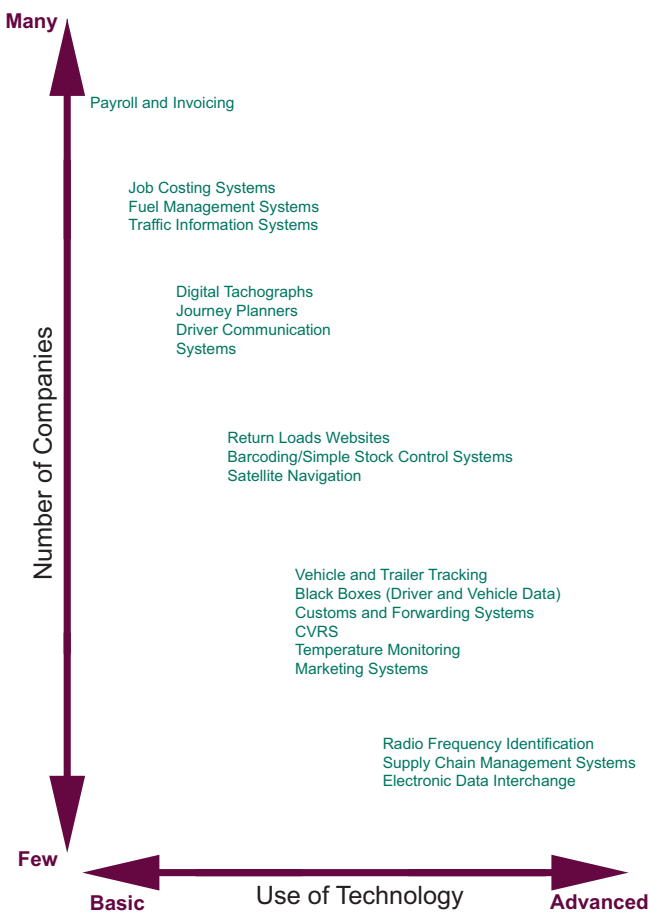 Many
Payroll and Invoicing
Job Costing Systems
Fuel Management Systems
Traffic Information Systems
Digital Tachographs
Journey Planners
Driver Communication
Systems
Number of Companies
Return Loads Websites
Barcoding/Simple Stock Control Systems
Satellite Navigation
Vehicle and Trailer Tracking
Black Boxes (Driver and Vehicle Data)
Customs and Forwarding Systems
CVRS
Temperature Monitoring
Marketing Systems
Radio Frequency Identification
Supply Chain Management Systems
Electronic Data Interchange
Few
Basic
Use of Technology
Advanced